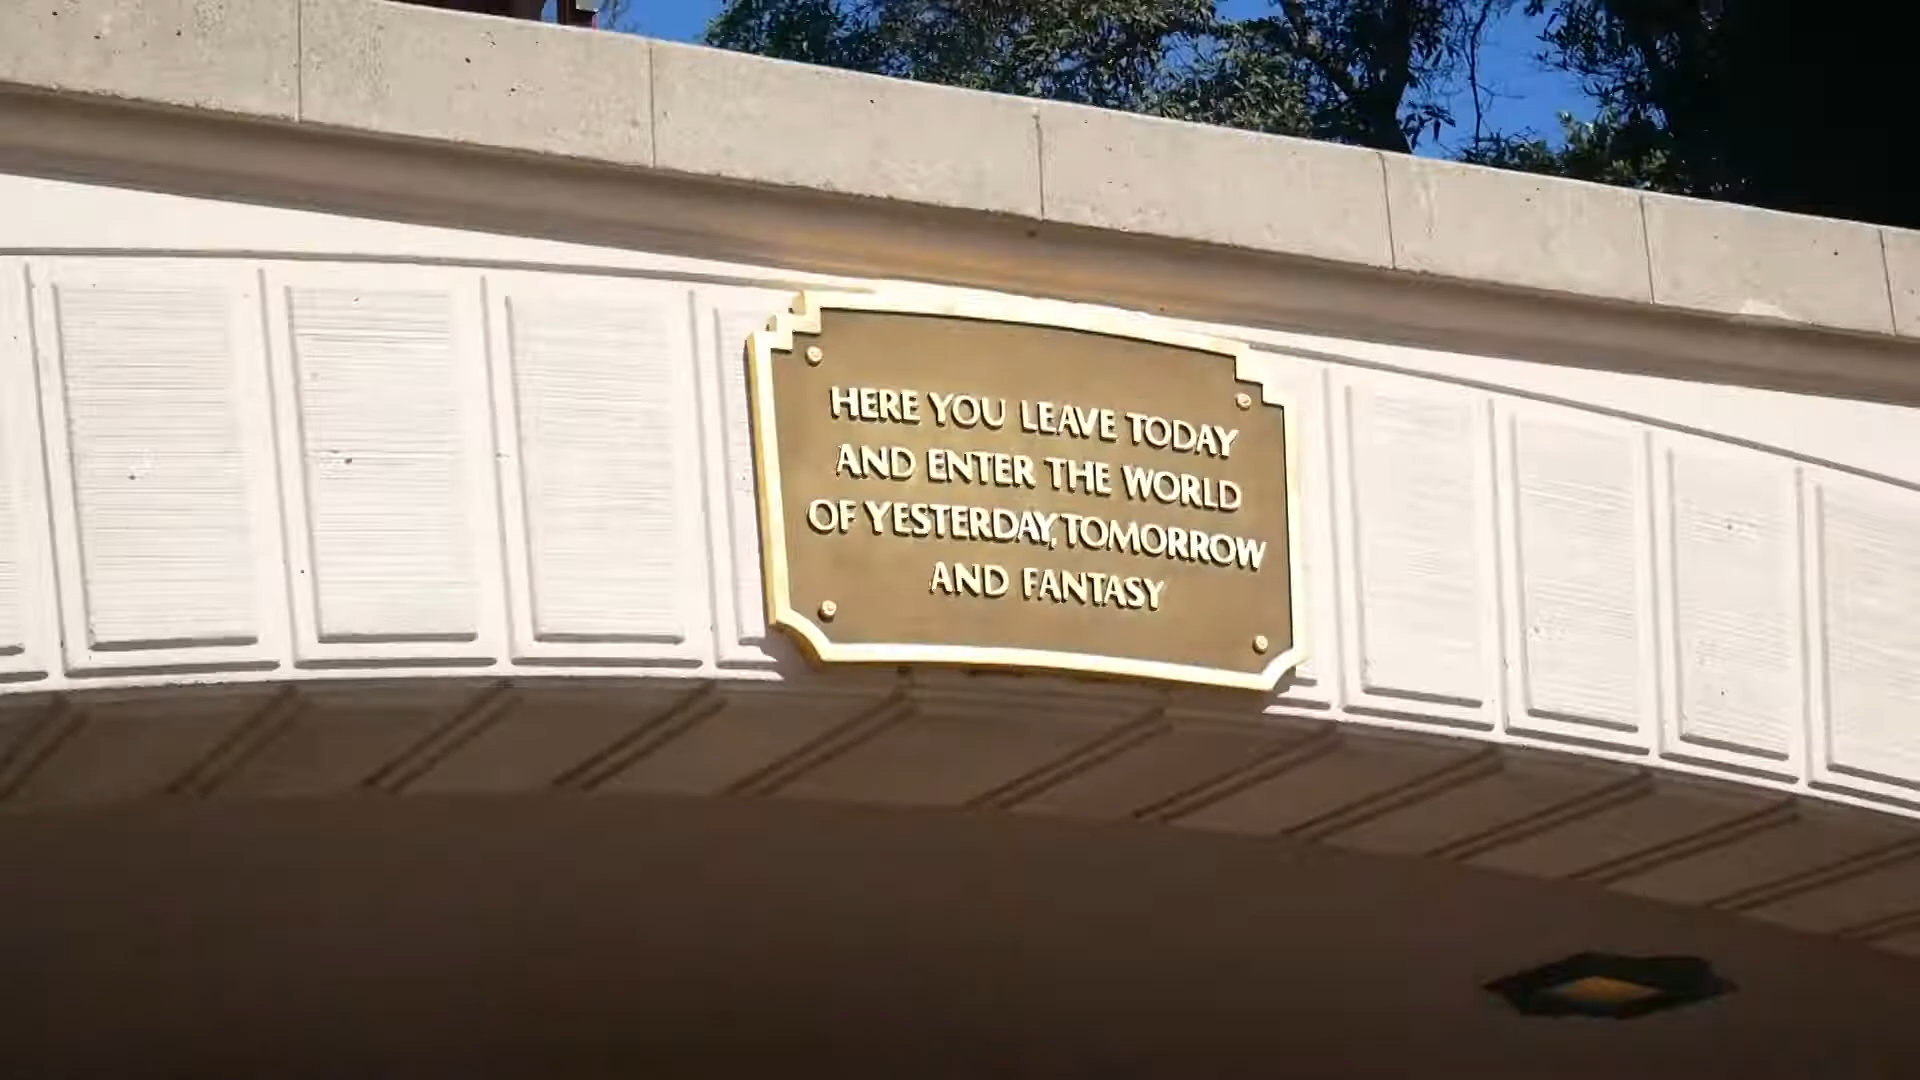 HERE YOU LEAVE TODAY
AND ENTER THE WORLD
OF YESTERDAY, TOMORROW
AND FANTASY